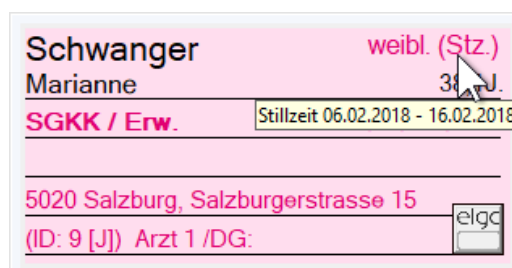 Schwanger weibl. (Stz.)
Marianne
SGKK / Erw.
Stillzeit 06.02.2018 - 16.02.2018
5020 Salzburg, Salzburgerstrasse 15
(ID: 9 [J]) Arzt 1 /DG:
elgc